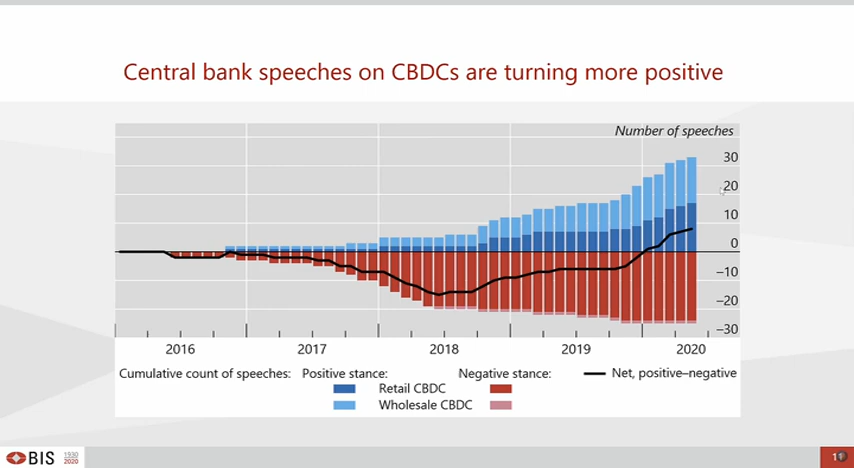 Central bank speeches on CBDCs are turning more positive
Number of speeches
30
20
10
0
–10
–20
–30
2016 2017 2018 2019 2020
Cumulative count of speeches: Positive stance: Negative stance: Net, positive–negative
Retail CBDC
Wholesale CBDC
BIS 1930
2020